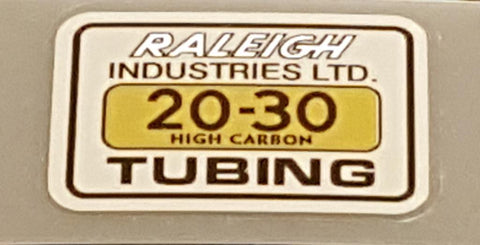 RALEIGH
INDUSTRIES LTD.
20-30
HIGH CARBON
TUBING